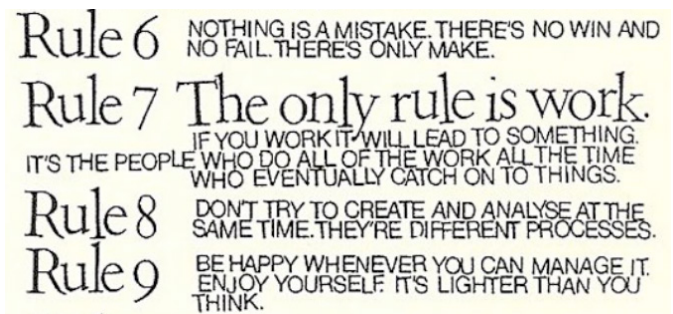 Rule 6 NOTHING IS A MISTAKE. THERE'S NO WIN AND
NO FAIL. THERE'S ONLY MAKE.
Rule 7 The only rule is work.
IF YOU WORK IT WILL LEAD TO SOMETHING.
IT'S THE PEOPLE WHO DO ALL OF THE WORK ALL THE TIME
WHO EVENTUALLY CATCH ON TO THINGS.
Rule 8 DON'T TRY TO CREATE AND ANALYSE AT THE
SAME TIME. THEY'RE DIFFERENT PROCESSES.
Rule 9 BE HAPPY WHENEVER YOU CAN MANAGE IT.
ENJOY YOURSELF. IT'S LIGHTER THAN YOU
THINK.